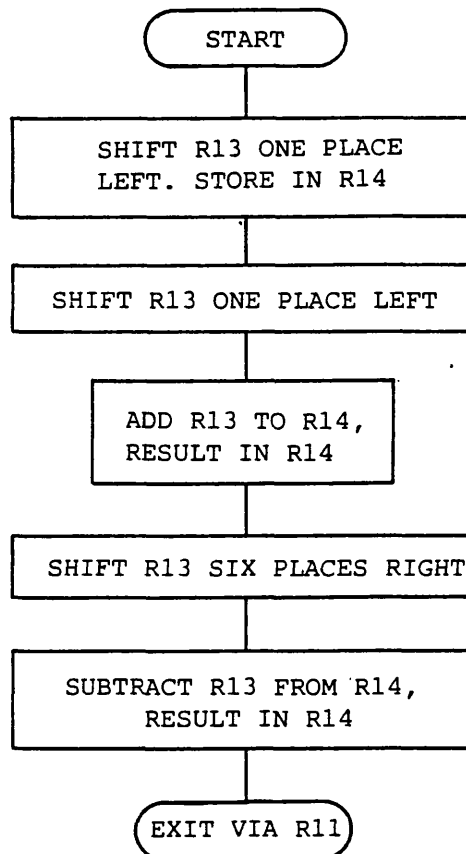 START
SHIFT R13 ONE PLACE
LEFT. STORE IN R14
SHIFT R13 ONE PLACE LEFT
ADD R13 TO R14,
RESULT IN R14
SHIFT R13 SIX PLACES RIGHT
SUBTRACT R13 FROM R14,
RESULT IN R14
EXIT VIA R11